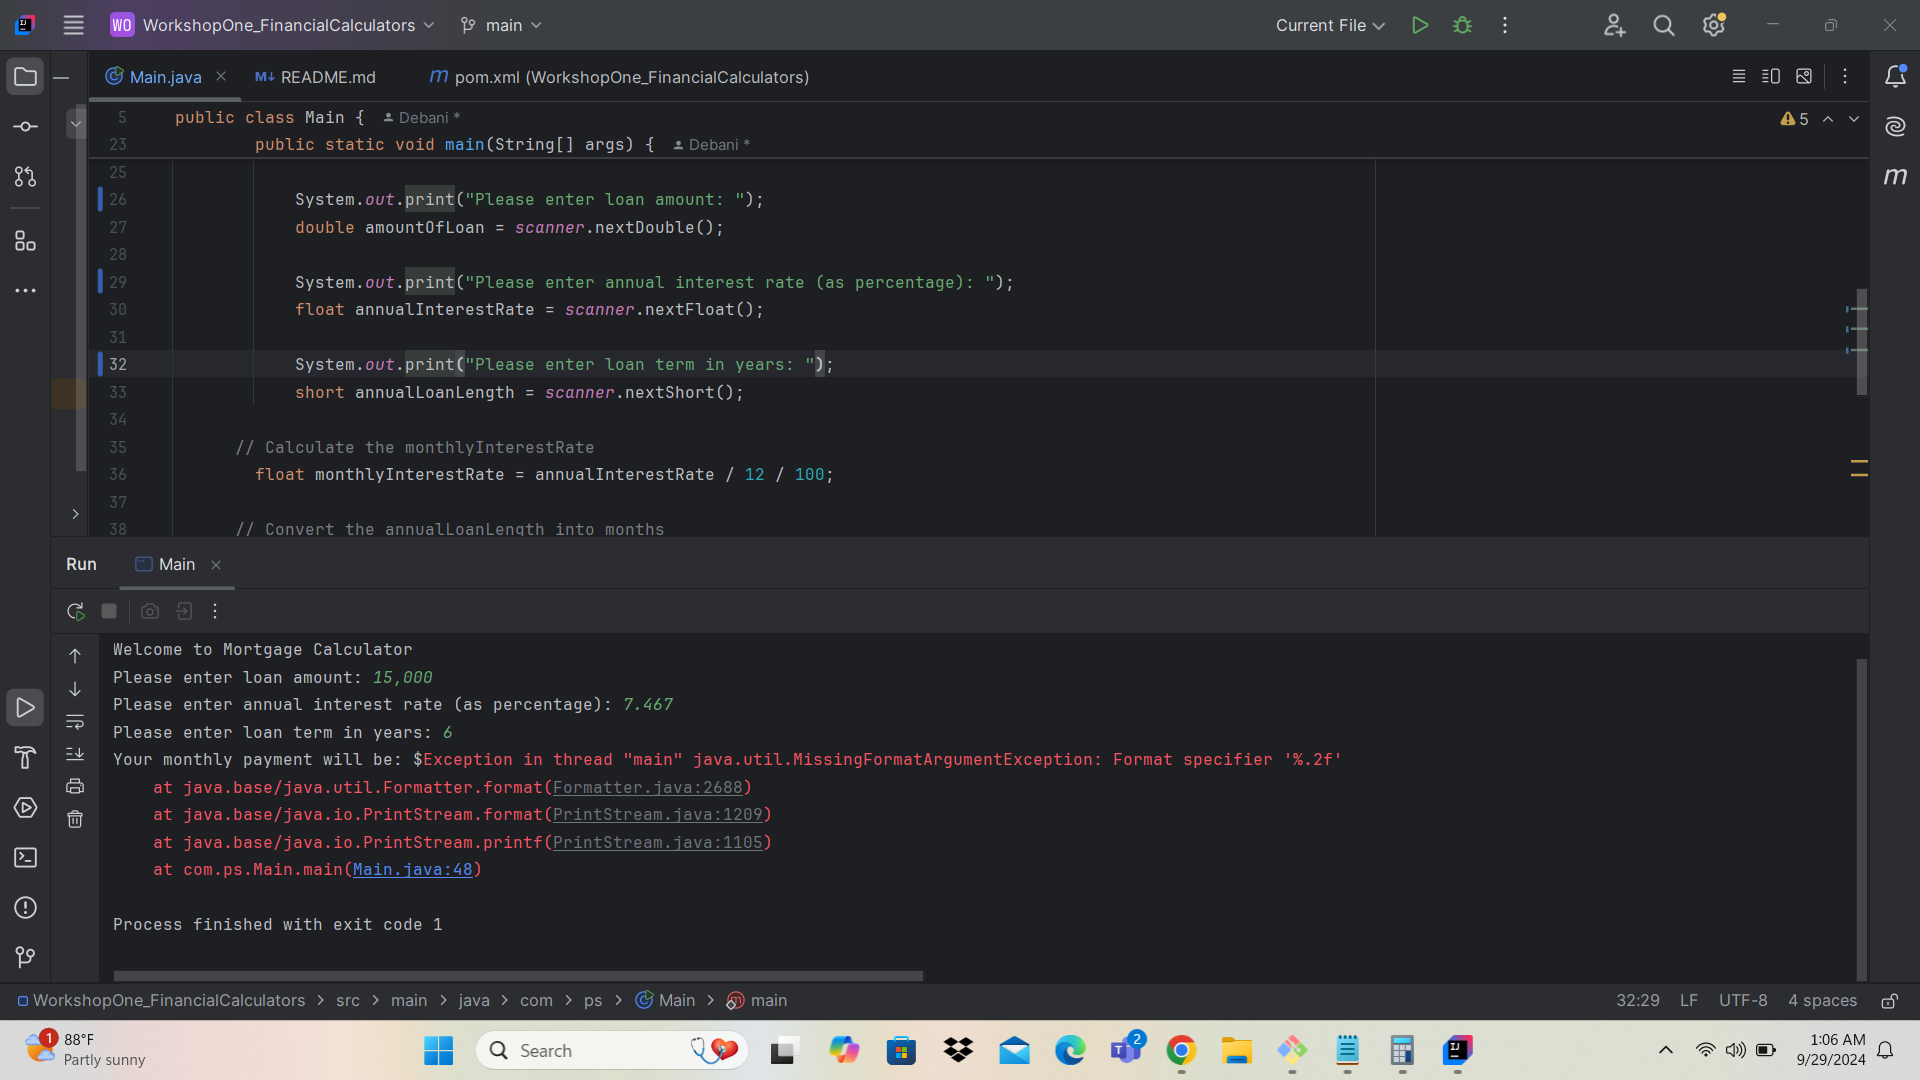 WO WorkshopOne_FinancialCalculators main Current File
Main.java README.md pom.xml (WorkshopOne_FinancialCalculators)
5 public class Main { Debani *
5
23 public static void main(String[] args) { Debani *
25
26 System.out.print("Please enter loan amount: ");
27 double amountOfLoan = scanner.nextDouble();
28
29 System.out.print("Please enter annual interest rate (as percentage): ");
30 float annualInterestRate = scanner.nextFloat();
31
32 System.out.print("Please enter loan term in years: ");
33 short annualLoanLength = scanner.nextShort();
34
35 // Calculate the monthlyInterestRate
36 float monthlyInterestRate = annualInterestRate / 12 / 100;
37
38 // Convert the annualLoanLength into months
Run Main
Welcome to Mortgage Calculator
Please enter loan amount: 15,000
Please enter annual interest rate (as percentage): 7.467
Please enter loan term in years: 6
Your monthly payment will be: $Exception in thread "main" java.util.MissingFormatArgumentException: Format specifier '%.2f'
at java.base/java.util.Formatter.format(Formatter.java:2688)
at java.base/java.io.PrintStream.format(PrintStream.java:1209)
at java.base/java.io.PrintStream.printf(PrintStream.java:1105)
at com.ps.Main.main(Main.java:48)
Process finished with exit code 1
WorkshopOne_FinancialCalculators > src > main > java > com > ps > Main > main 32:29 LF UTF-8 4 spaces
1 88°F
Partly sunny
Search
2
1:06 AM
9/29/2024